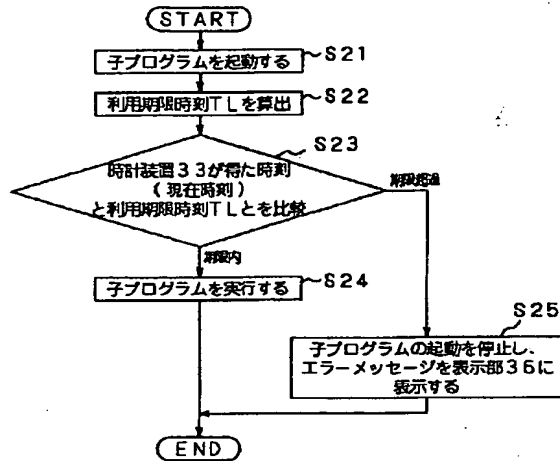 START
子プログラムを起動する
S21
利用期限時刻TLを算出
S22
S23
時計装置33が得た時刻
(現在時刻)
と利用期限時刻TLとを比較
期限超過
期限内
子プログラムを実行する
S24
S25
子プログラムの起動を停止し、
エラーメッセージを表示部36に
表示する
END